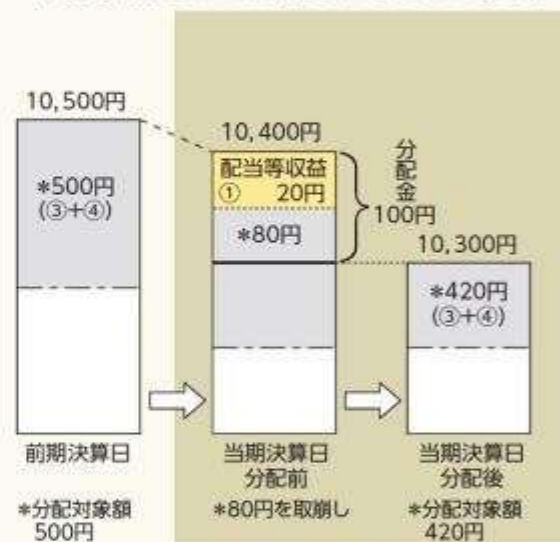 10,500円
*500円
(③+④)
前期決算日
*分配対象額
500円
10,400円
配当等収益
① 20円
*80円
分配金
100円
当期決算日
分配前
*80円を取崩し
10,300円
*420円
(③+④)
当期決算日
分配後
*分配対象額
420円